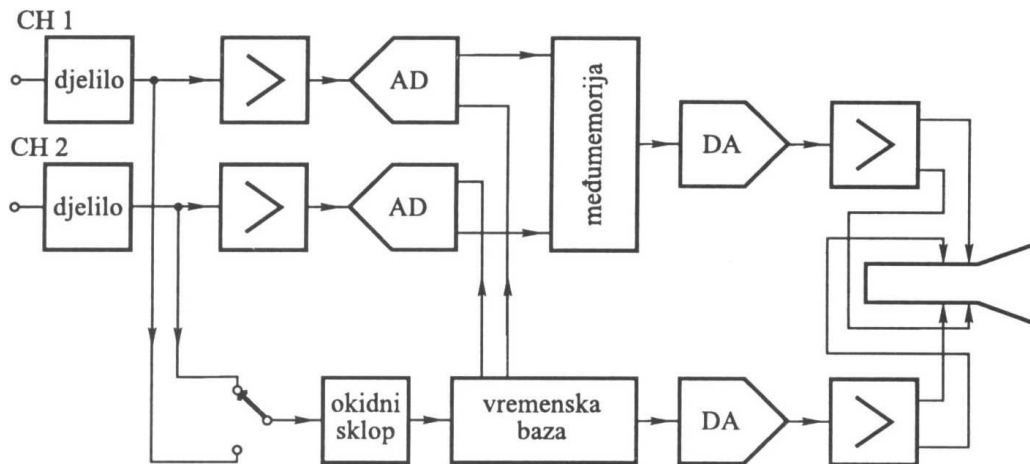 CH 1
djelilo
AD
međumemorija
DA
CH 2
djelilo
AD
okidni
sklop
vremenska
baza
DA